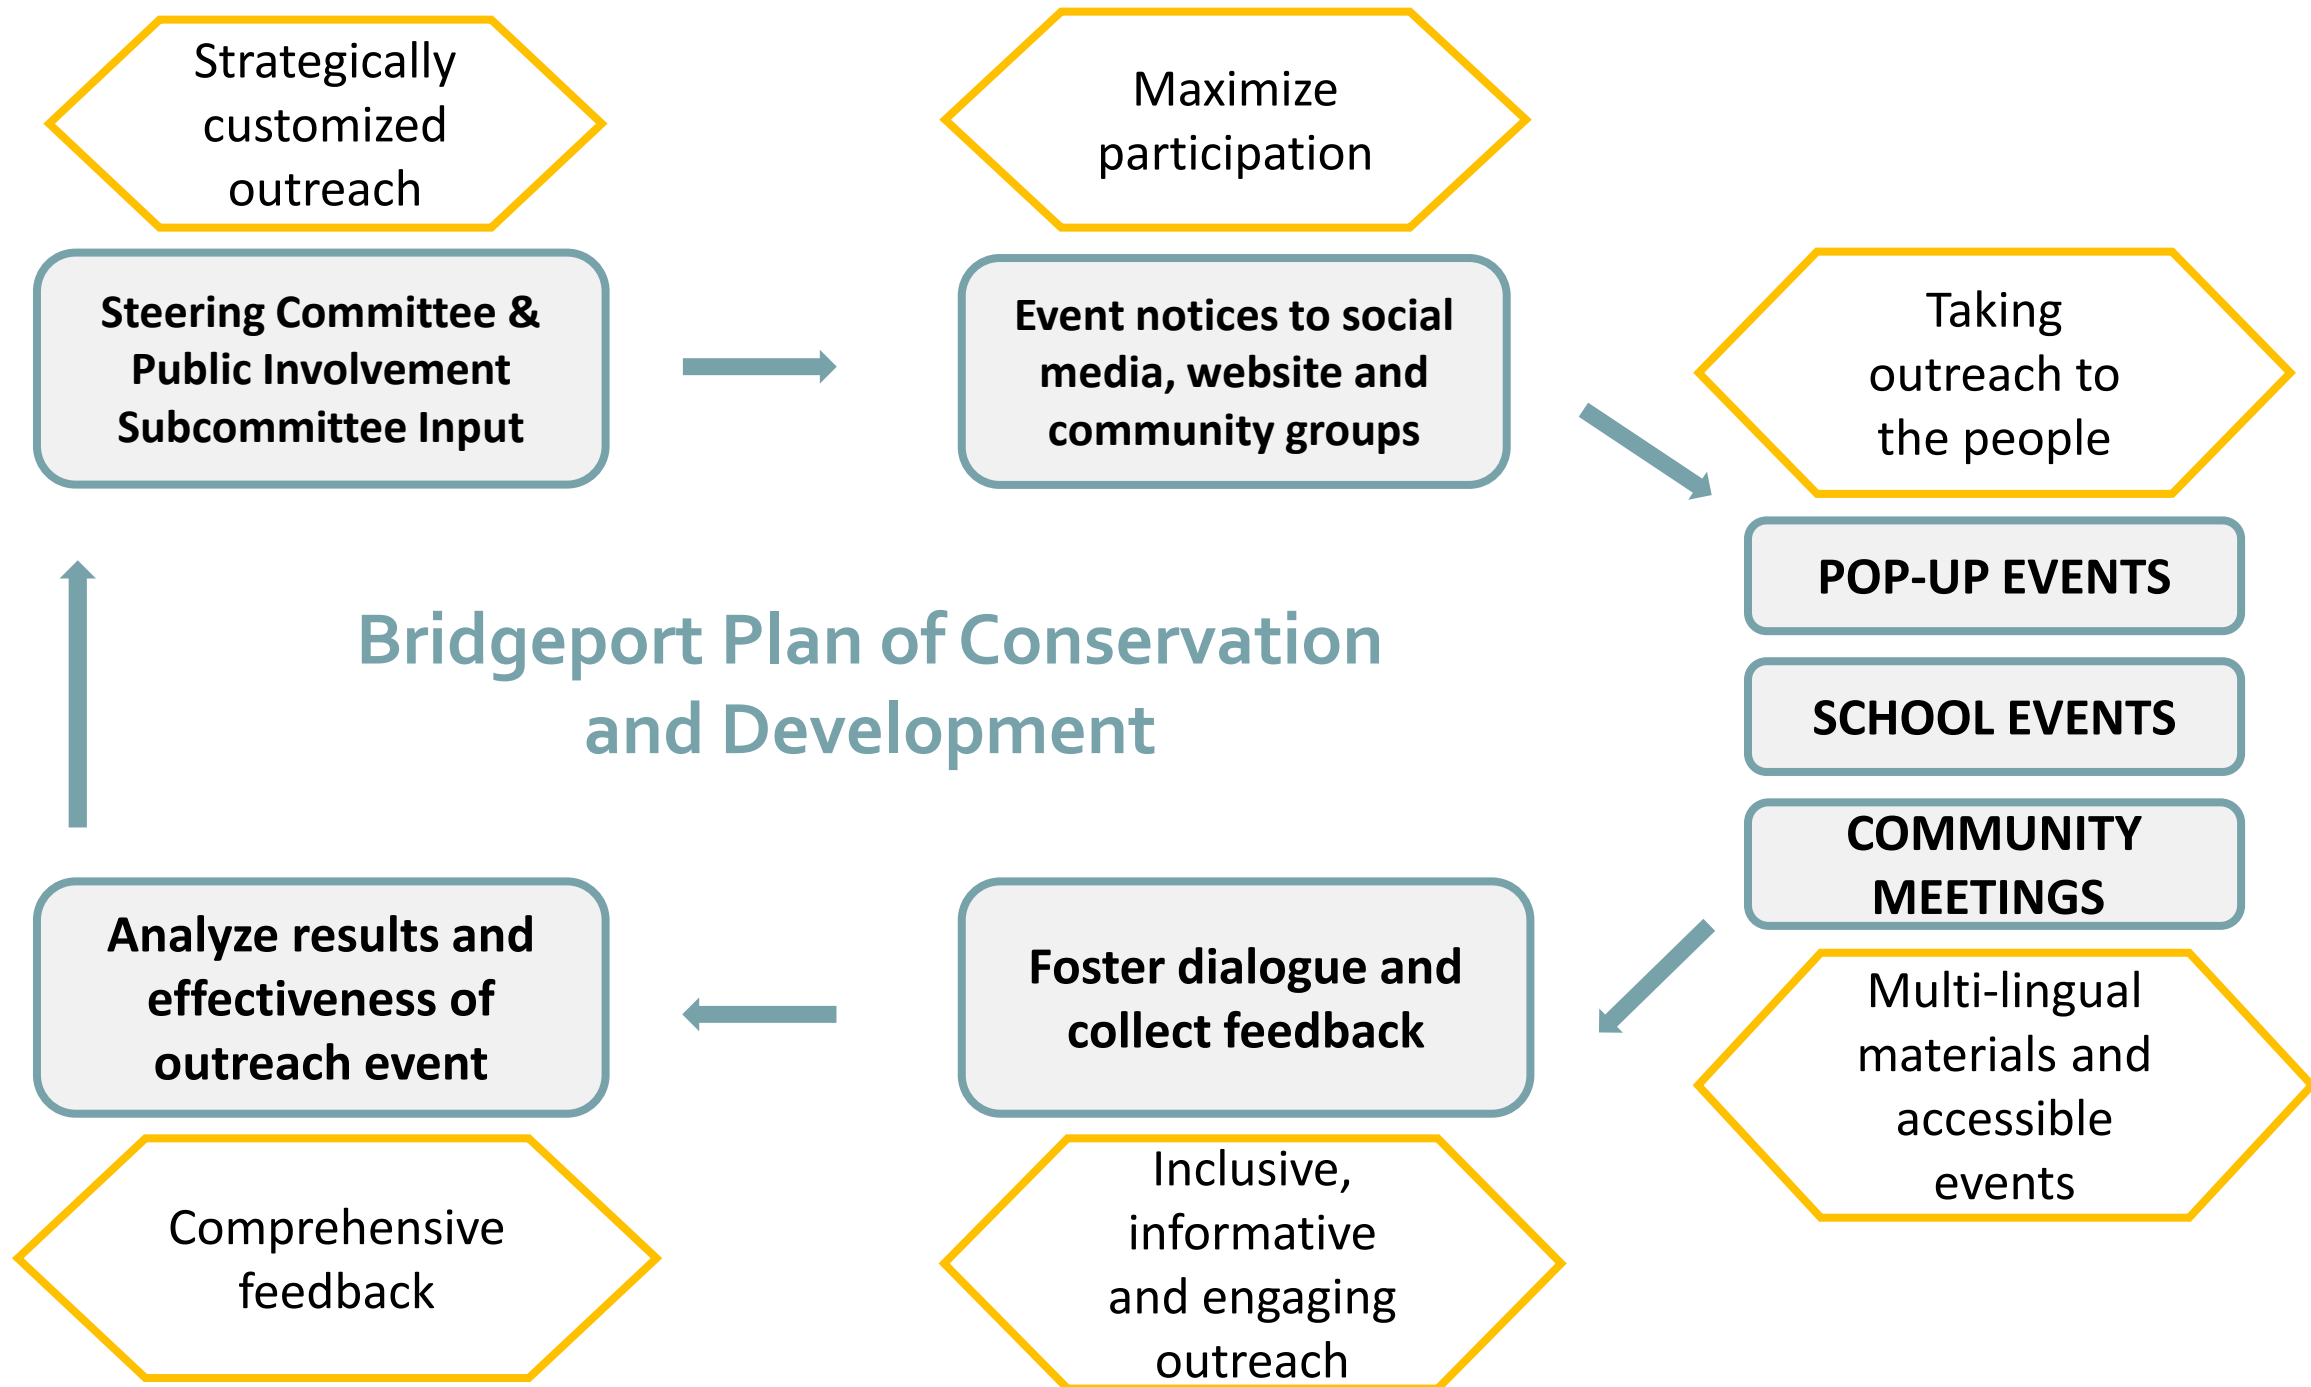 Strategically
customized
outreach
Steering Committee &
Public Involvement
Subcommittee Input
Maximize
participation
Event notices to social
media, website and
community groups
Taking
outreach to
the people
POP-UP EVENTS
SCHOOL EVENTS
COMMUNITY
MEETINGS
Multi-lingual
materials and
accessible
events
Bridgeport Plan of Conservation
and Development
Foster dialogue and
collect feedback
Inclusive,
informative
and engaging
outreach
Analyze results and
effectiveness of
outreach event
Comprehensive
feedback